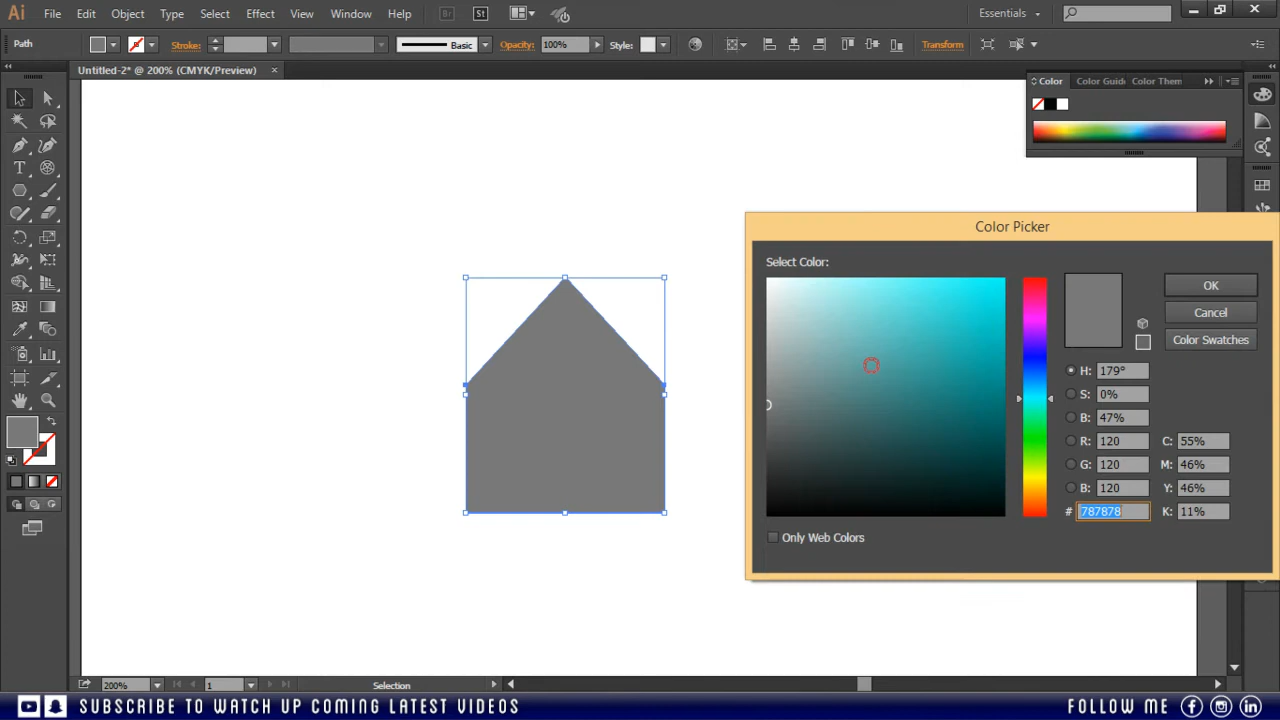 Ai File Edit Object Type Select Effect View Window Help Br St Essentials
Path Stroke: Basic Opacity: 100% Style: Transform
Untitled-2* @ 200% (CMYK/Preview)
Color Color Guide Color Them
Color Picker
Select Color:
OK
Cancel
Color Swatches
H: 179°
S: 0%
B: 47%
R: 120 C: 55%
G: 120 M: 46%
B: 120 Y: 46%
# 787878 K: 11%
Only Web Colors
200% 1 Selection
SUBSCRIBE TO WATCH UP COMING LATEST VIDEOS FOLLOW ME